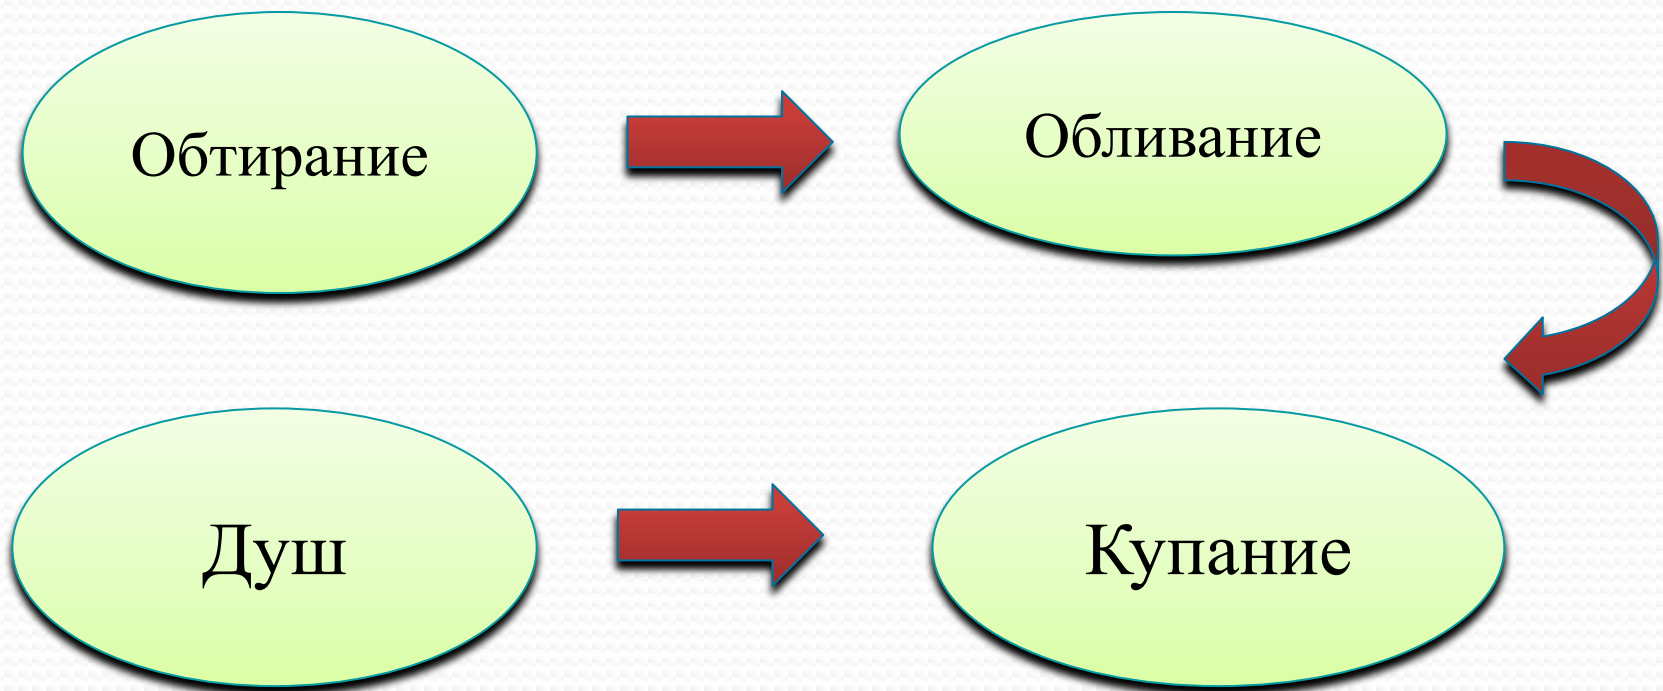 Обтирание
Обливание
Душ
Купание